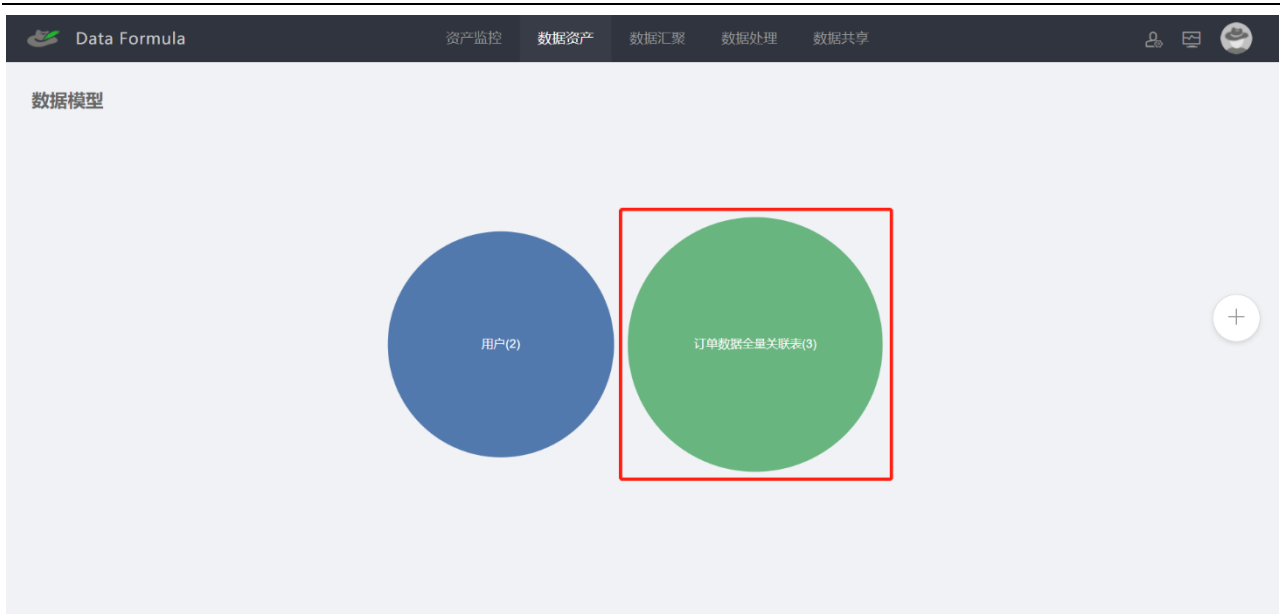 Data Formula 资产监控 数据资产 数据汇聚 数据处理 数据共享
数据模型
用户(2) 订单数据全量关联表(3)